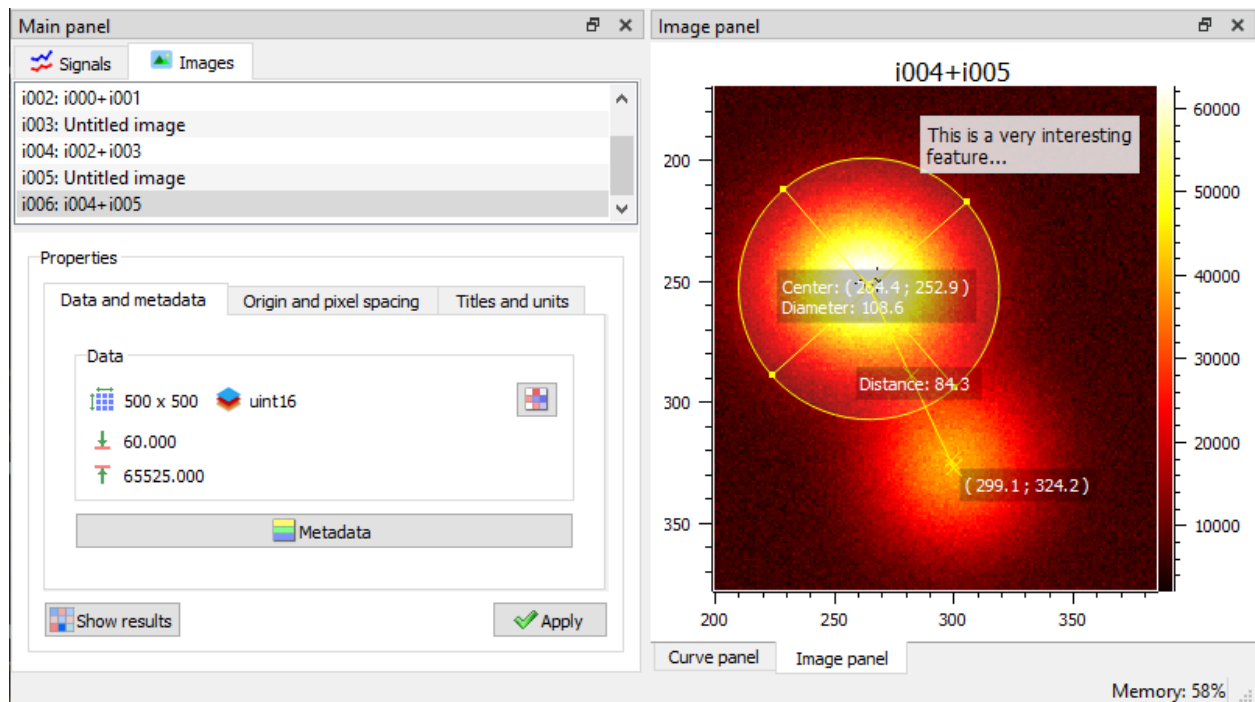 Main panel
Signals
Images
i002: i000+i001
i003: Untitled image
i004: i002+i003
i005: Untitled image
i006: i004+i005
Properties
Data and metadata
Origin and pixel spacing
Titles and units
Data
500 x 500
uint16
60.000
65525.000
Metadata
Show results
Apply
Image panel
i004+i005
This is a very interesting
feature...
Center: ( 264.4 ; 252.9 )
Diameter: 108.6
Distance: 84.3
( 299.1 ; 324.2 )
200
250
300
350
200
250
300
350
60000
50000
40000
30000
20000
10000
Curve panel
Image panel
Memory: 58%